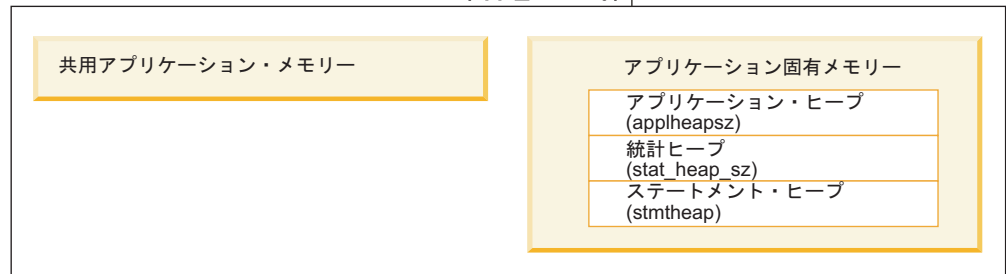 共用アプリケーション・メモリー
アプリケーション固有メモリー
アプリケーション・ヒープ
(applheapsz)
統計ヒープ
(stat_heap_sz)
ステートメント・ヒープ
(stmtheap)